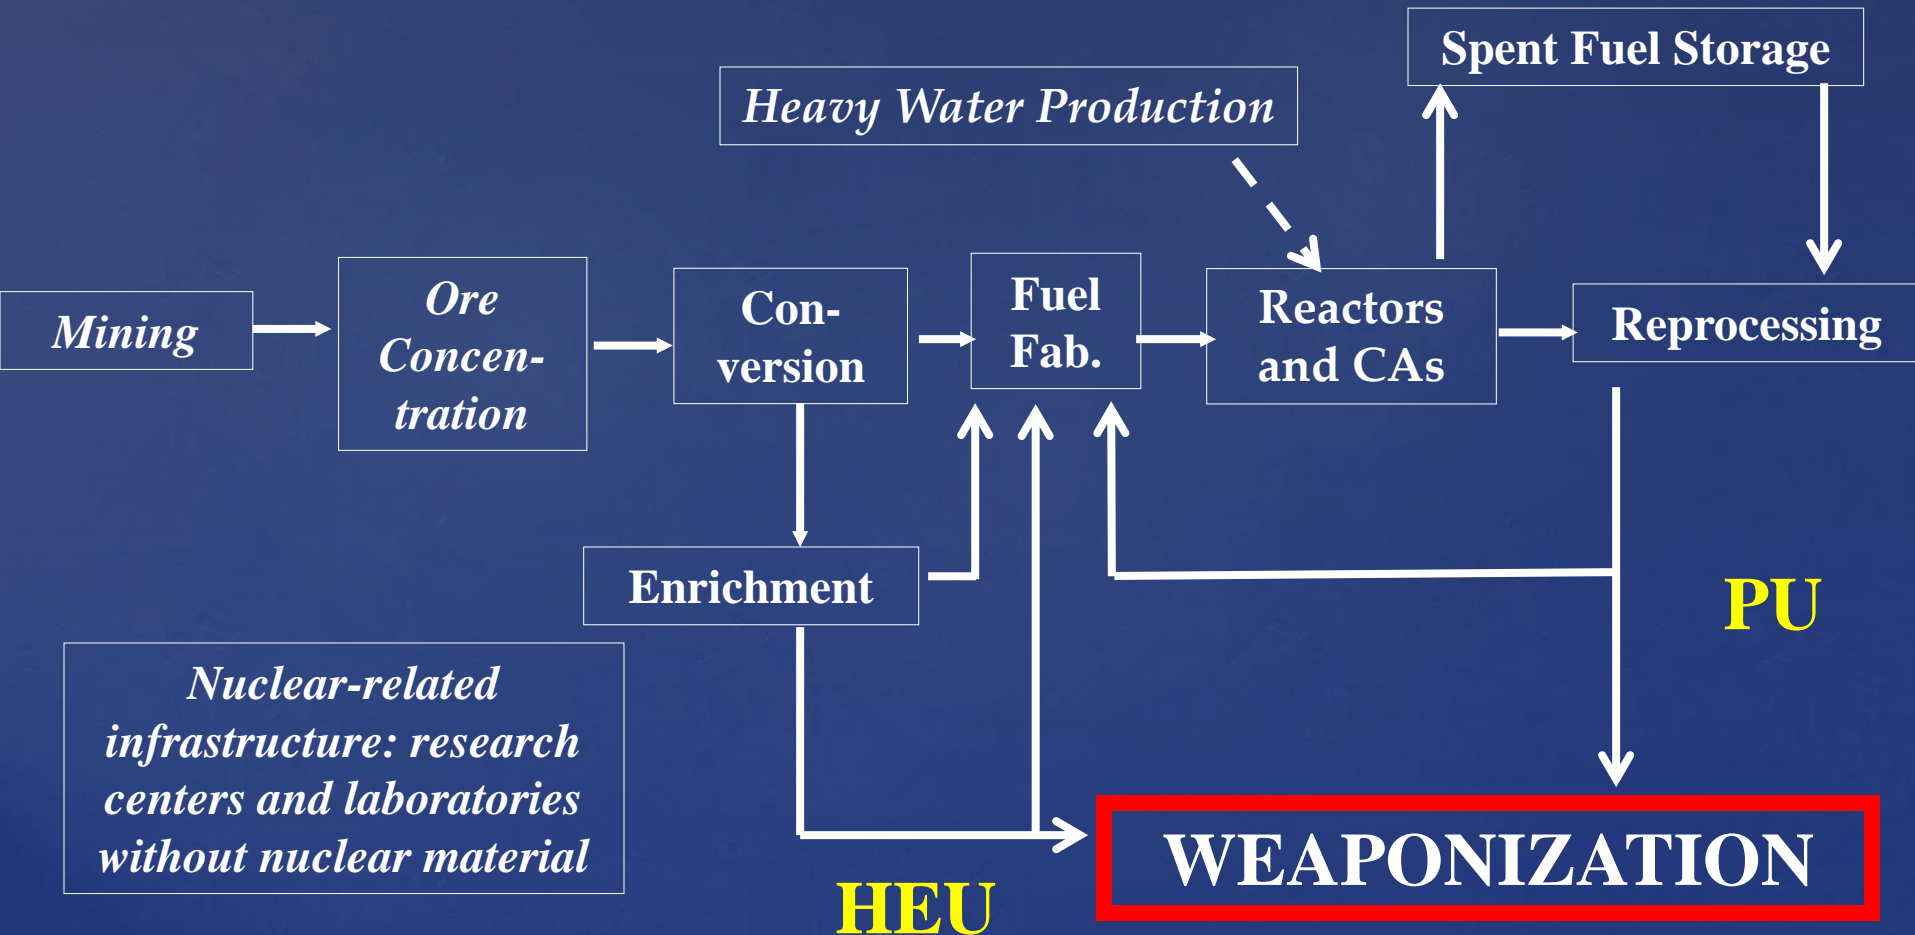 Spent Fuel Storage
Heavy Water Production
Mining
Ore
Concen-
tration
Con-
version
Fuel
Fab.
Reactors
and CAs
Reprocessing
Enrichment
PU
Nuclear-related
infrastructure: research
centers and laboratories
without nuclear material
WEAPONIZATION
HEU